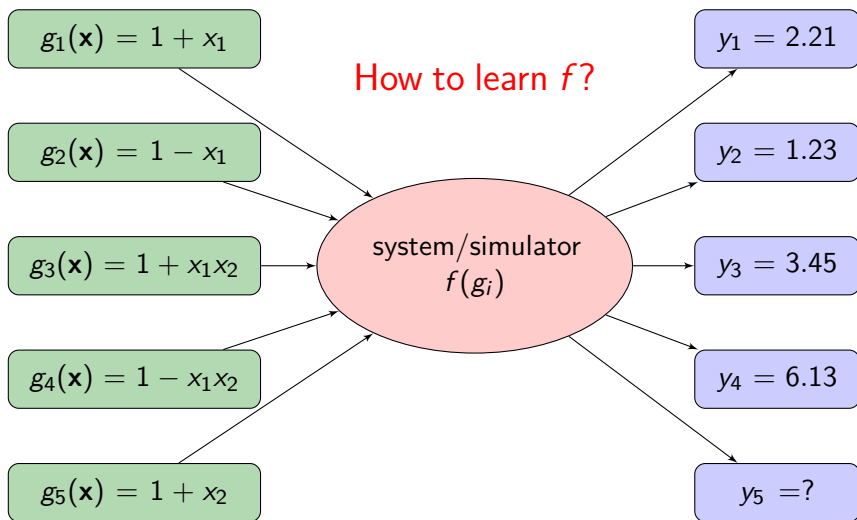 g₁(𝐱) = 1 + x₁
y₁ = 2.21
How to learn f?
g₂(𝐱) = 1 − x₁
y₂ = 1.23
g₃(𝐱) = 1 + x₁x₂
system/simulator
f(gᵢ)
y₃ = 3.45
g₄(𝐱) = 1 − x₁x₂
y₄ = 6.13
g₅(𝐱) = 1 + x₂
y₅ =?